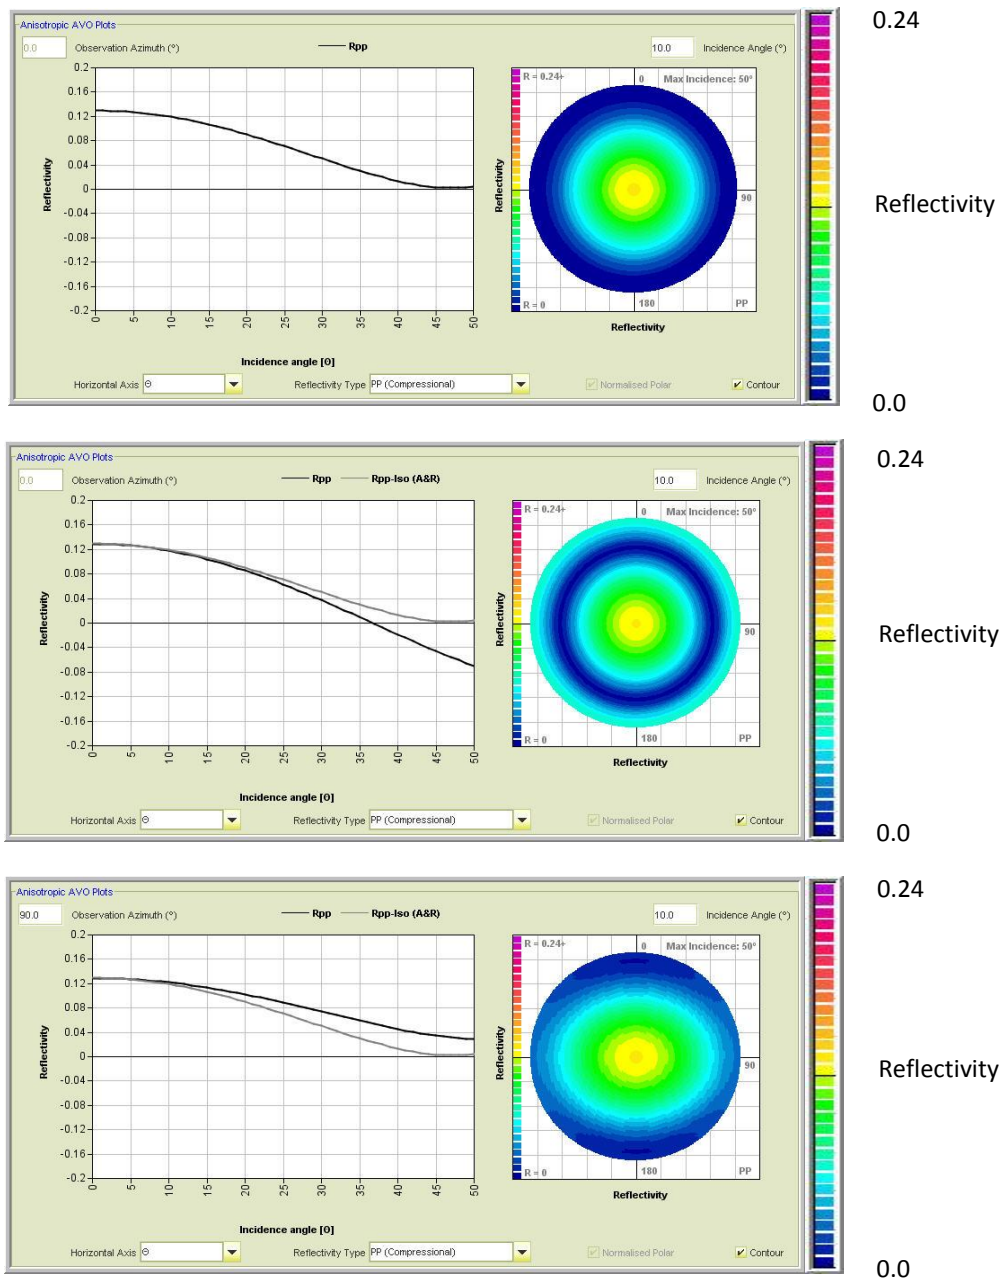 Anisotropic AVO Plots
0.0 Observation Azimuth (°) Rpp 10.0 Incidence Angle (º)
0.2
0.16
0.12
0.08
0.04
0
-0.04
-0.08
-0.12
-0.16
-0.2
Reflectivity
0 5 10 15 20 25 30 35 40 45 50
Incidence angle [Θ]
R = 0.24+ 0 Max Incidence: 50°
90
R = 0 180 PP
Reflectivity
Reflectivity
Horizontal Axis Θ Reflectivity Type PP (Compressional) Normalised Polar Contour
0.24
Reflectivity
0.0
Anisotropic AVO Plots
0.0 Observation Azimuth (°) Rpp Rpp-Iso (A&R) 10.0 Incidence Angle (º)
0.2
0.16
0.12
0.08
0.04
0
-0.04
-0.08
-0.12
-0.16
-0.2
Reflectivity
0 5 10 15 20 25 30 35 40 45 50
Incidence angle [Θ]
R = 0.24+ 0 Max Incidence: 50°
90
R = 0 180 PP
Reflectivity
Reflectivity
Horizontal Axis Θ Reflectivity Type PP (Compressional) Normalised Polar Contour
0.24
Reflectivity
0.0
Anisotropic AVO Plots
90.0 Observation Azimuth (°) Rpp Rpp-Iso (A&R) 10.0 Incidence Angle (º)
0.2
0.16
0.12
0.08
0.04
0
-0.04
-0.08
-0.12
-0.16
-0.2
Reflectivity
0 5 10 15 20 25 30 35 40 45 50
Incidence angle [Θ]
R = 0.24+ 0 Max Incidence: 50°
90
R = 0 180 PP
Reflectivity
Reflectivity
Horizontal Axis Θ Reflectivity Type PP (Compressional) Normalised Polar Contour
0.24
Reflectivity
0.0